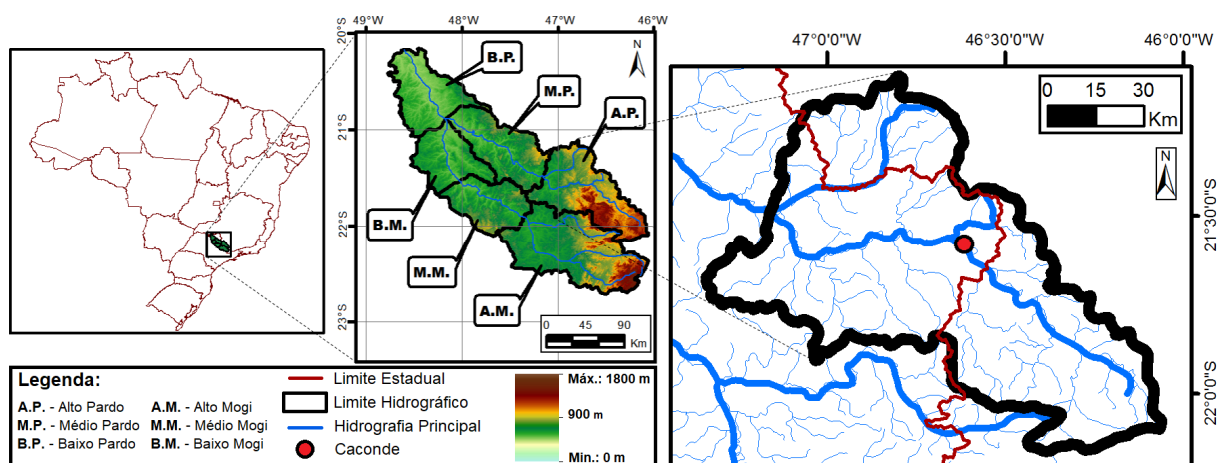 49°W 48°W 47°W 46°W
20°S
21°S
22°S
23°S
B.P.
M.P.
A.P.
B.M.
M.M.
A.M.
N
0 45 90
Km
47°0'0"W 46°30'0"W 46°0'0"W
0 15 30
Km
N
21°30'0"S
22°0'0"S
Legenda:
A.P. - Alto Pardo A.M. - Alto Mogi
M.P. - Médio Pardo M.M. - Médio Mogi
B.P. - Baixo Pardo B.M. - Baixo Mogi
Limite Estadual
Limite Hidrográfico
Hidrografia Principal
Caconde
Máx.: 1800 m
900 m
Min.: 0 m